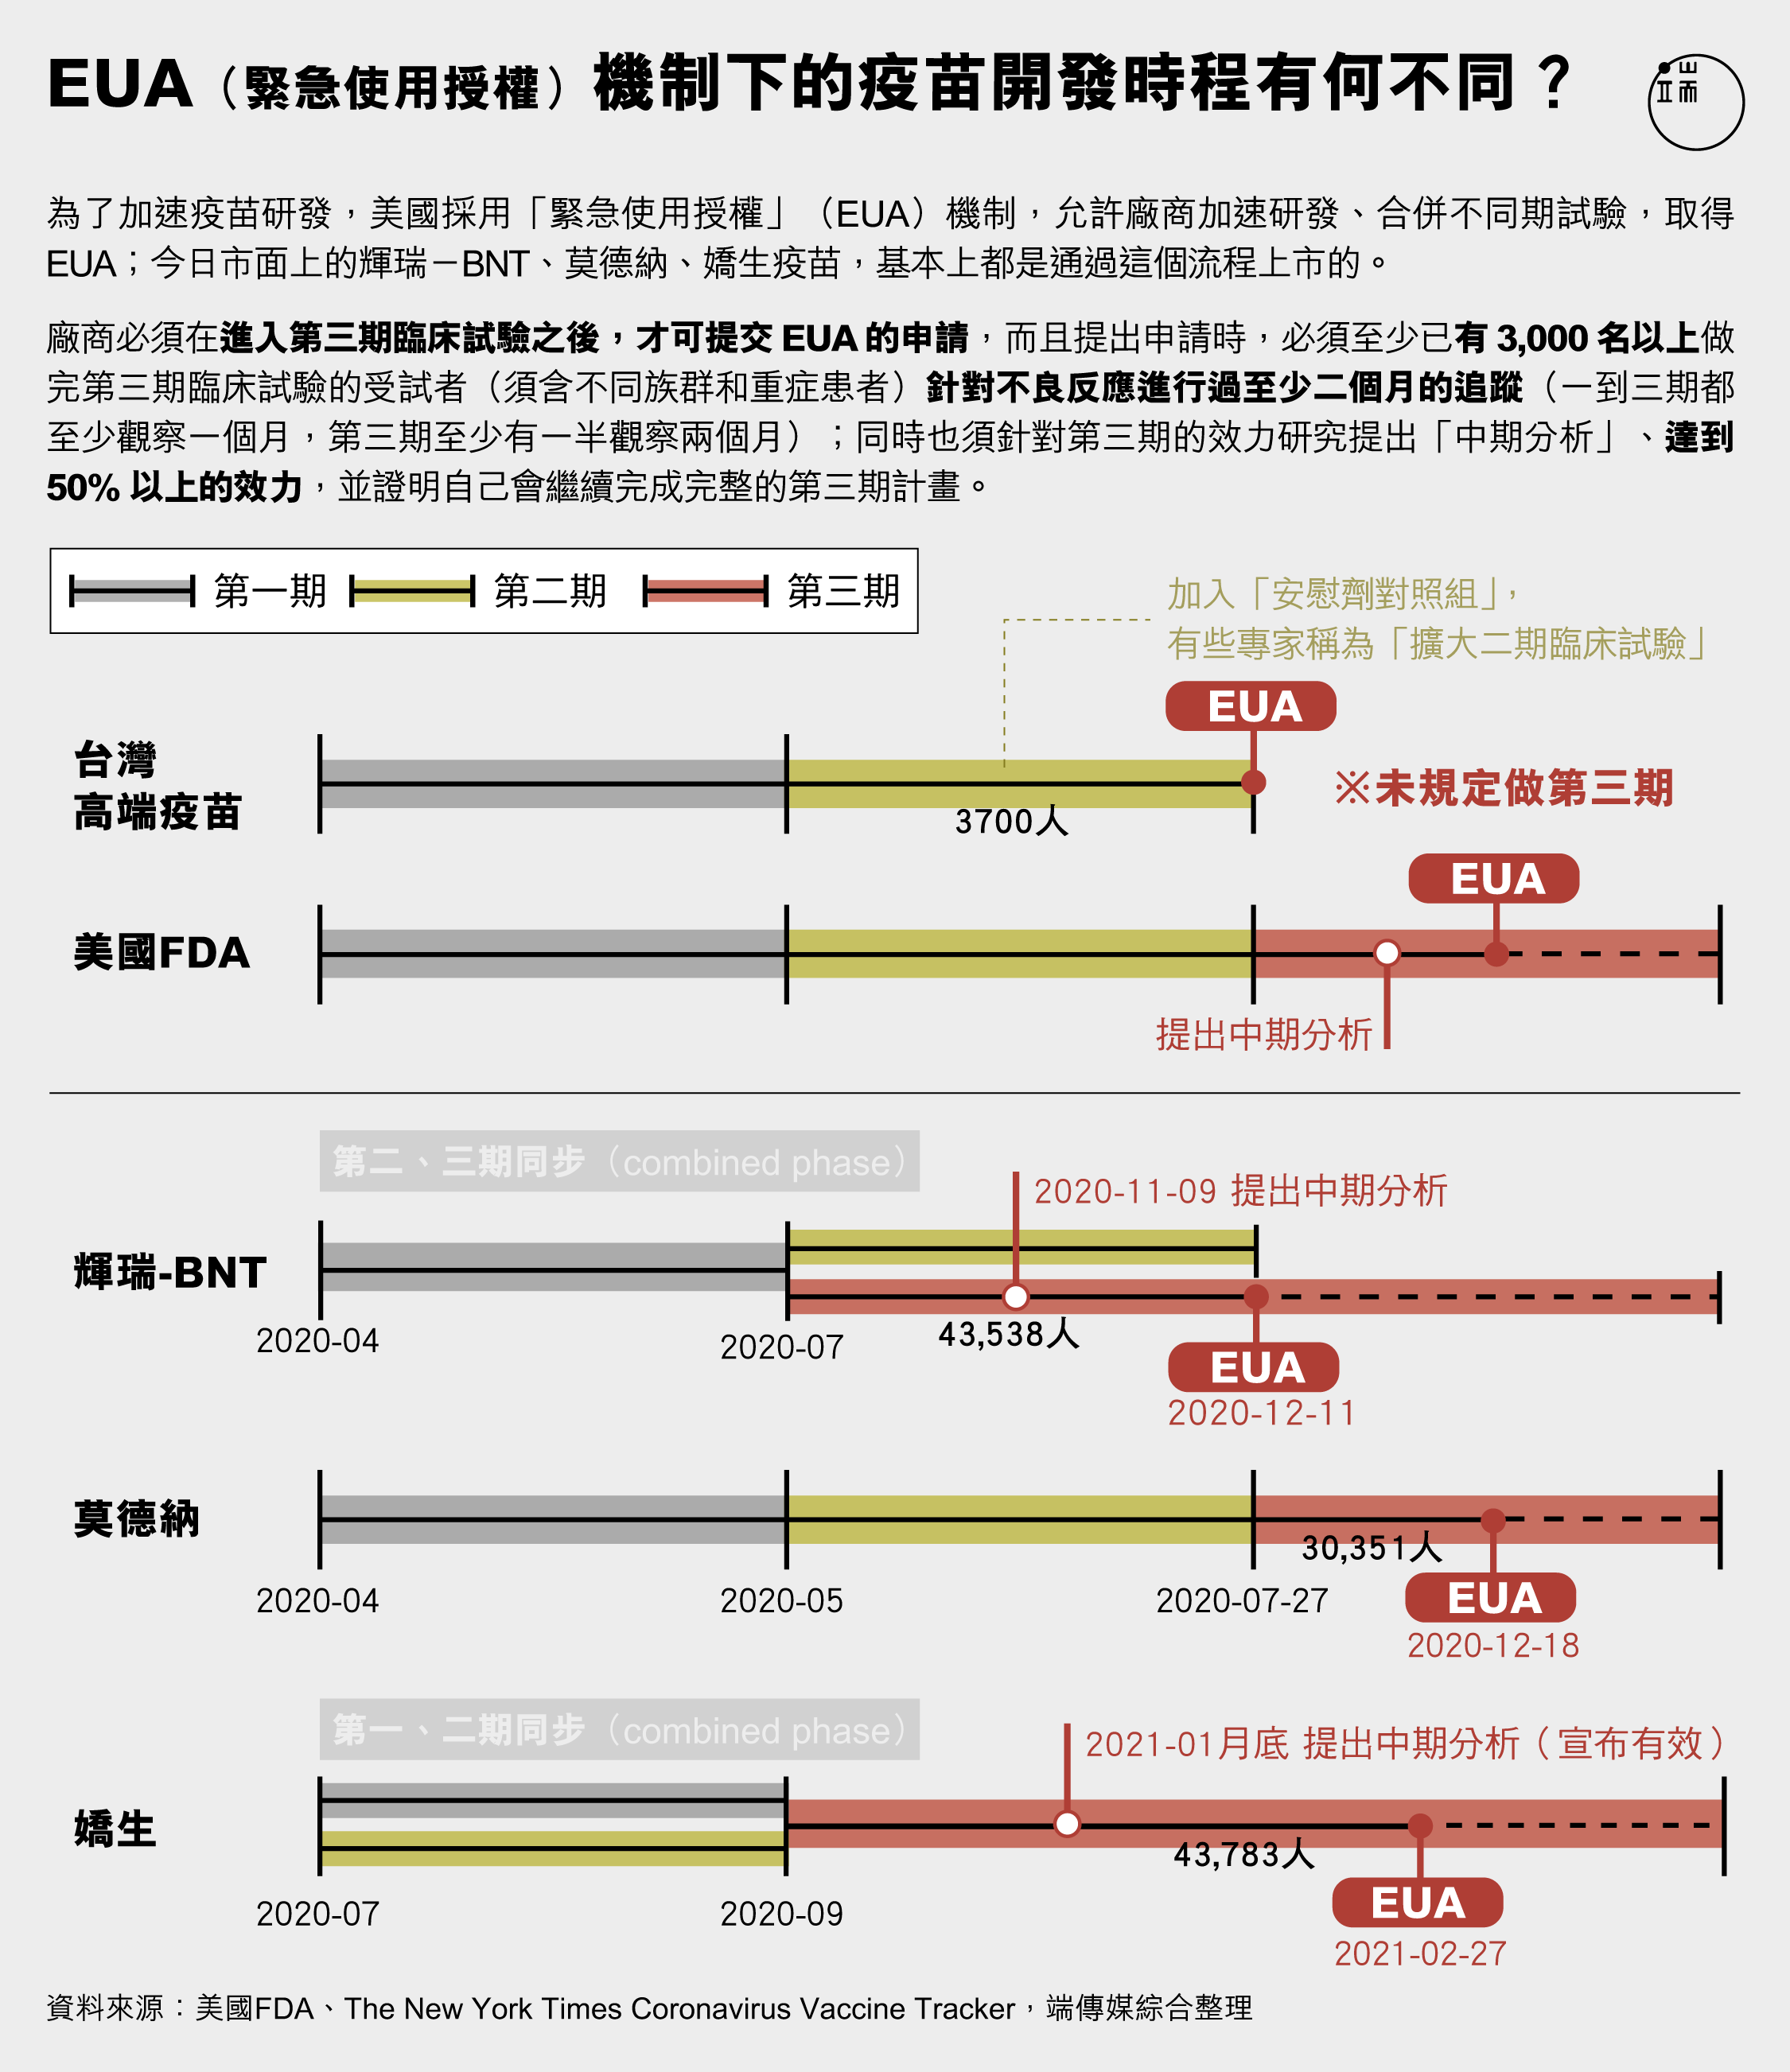 EUA（緊急使用授權）機制下的疫苗開發時程有何不同？
端
為了加速疫苗研發，美國採用「緊急使用授權」（EUA）機制，允許廠商加速研發、合併不同期試驗，取得
EUA；今日市面上的輝瑞－BNT、莫德納、嬌生疫苗，基本上都是通過這個流程上市的。
廠商必須在進入第三期臨床試驗之後，才可提交 EUA 的申請，而且提出申請時，必須至少已有 3,000 名以上做
完第三期臨床試驗的受試者（須含不同族群和重症患者）針對不良反應進行過至少二個月的追蹤（一到三期都
至少觀察一個月，第三期至少有一半觀察兩個月）；同時也須針對第三期的效力研究提出「中期分析」、達到
50% 以上的效力，並證明自己會繼續完成完整的第三期計畫。
第一期 第二期 第三期
加入「安慰劑對照組」，
有些專家稱為「擴大二期臨床試驗」
EUA
台灣
高端疫苗
3700人
※未規定做第三期
EUA
美國FDA
提出中期分析
第二、三期同步（combined phase）
2020-11-09 提出中期分析
輝瑞-BNT
2020-04
2020-07
43,538人
EUA
2020-12-11
莫德納
30,351人
2020-04
2020-05
2020-07-27
EUA
2020-12-18
第一、二期同步（combined phase）
2021-01月底 提出中期分析（宣布有效）
嬌生
43,783人
2020-07
2020-09
EUA
2021-02-27
資料來源：美國FDA、The New York Times Coronavirus Vaccine Tracker，端傳媒綜合整理